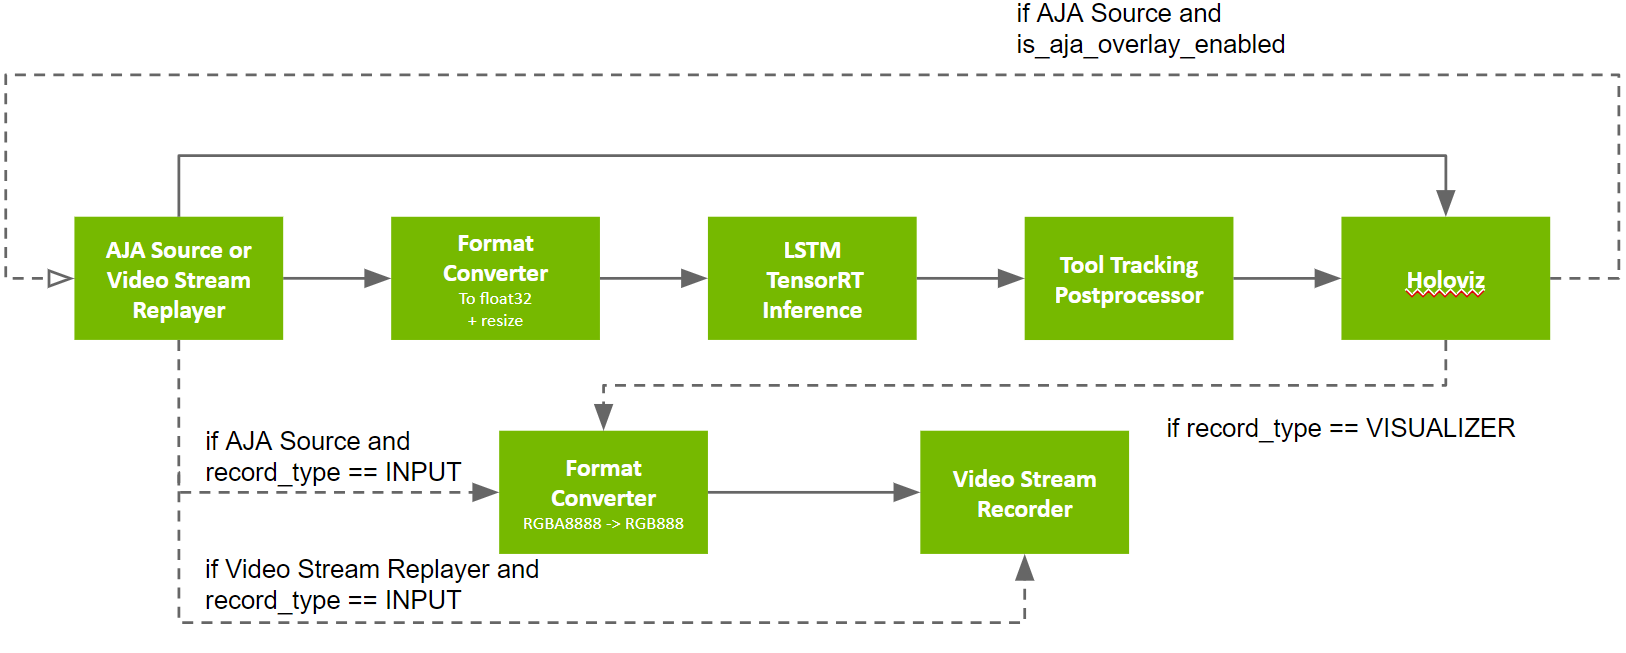 if AJA Source and
is_aja_overlay_enabled
AJA Source or
Video Stream
Replayer
Format
Converter
To float32
+ resize
LSTM
TensorRT
Inference
Tool Tracking
Postprocessor
Holoviz
if AJA Source and
record_type == INPUT
Format
Converter
RGBA8888 -> RGB888
Video Stream
Recorder
if record_type == VISUALIZER
if Video Stream Replayer and
record_type == INPUT